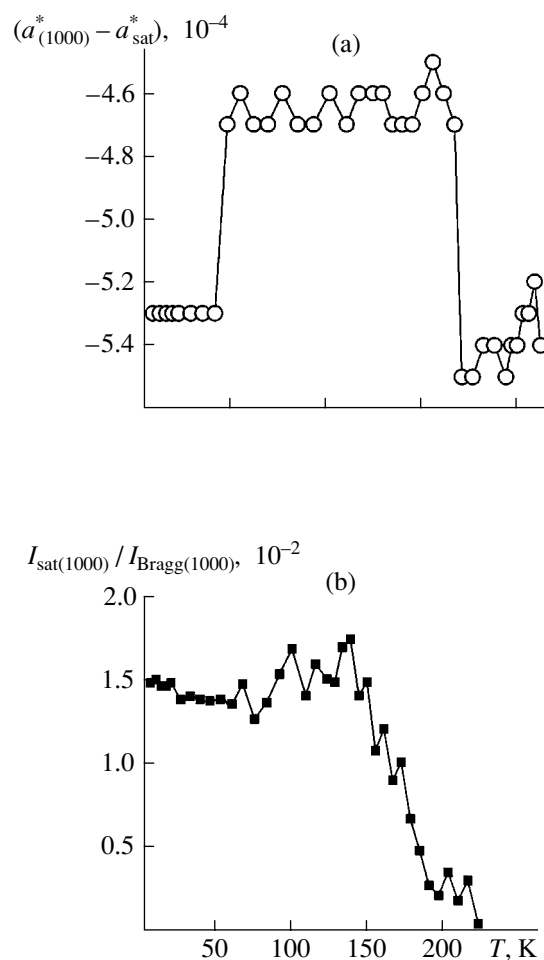 (a*(1000) – a*sat), 10–4
(a)
–4.6
–4.8
–5.0
–5.2
–5.4
Isat(1000) / IBragg(1000), 10–2
(b)
2.0
1.5
1.0
0.5
50 100 150 200 T, K